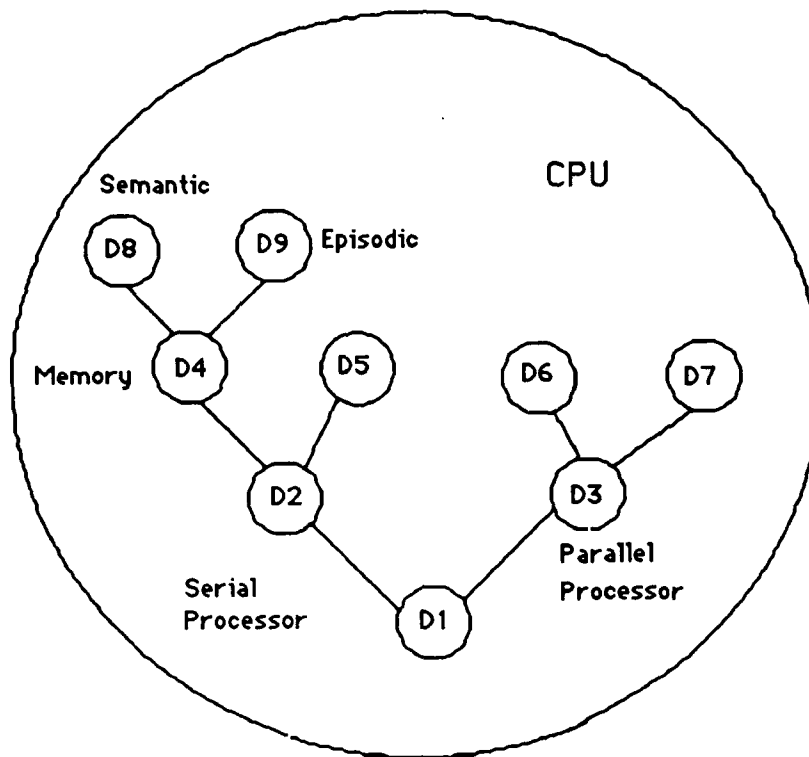 CPU
Semantic
D8
D9
Episodic
Memory
D4
D5
D6
D7
D2
D3
Serial
Processor
D1
Parallel
Processor